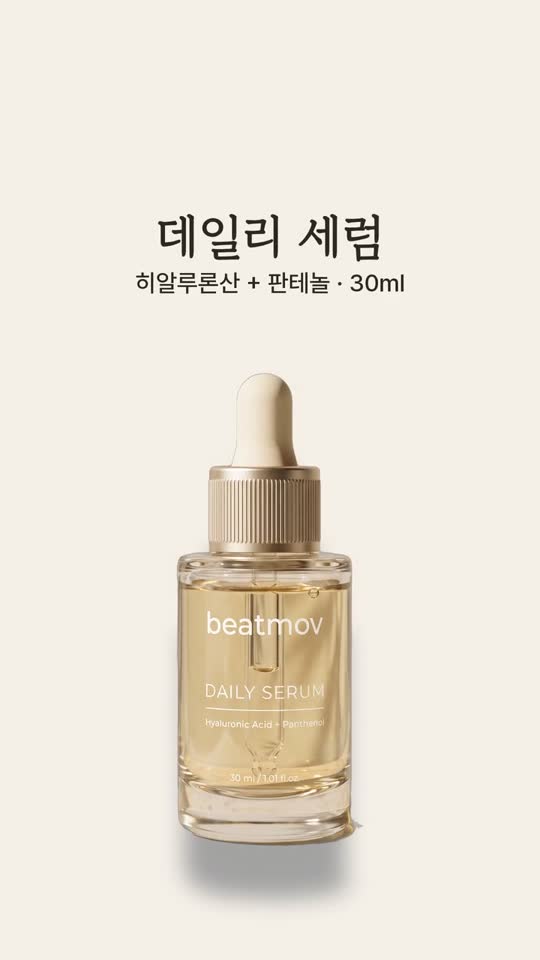 데일리 세럼
히알루론산 + 판테놀 · 30ml
beatmov
DAILY SERUM
Hyaluronic Acid + Panthenol
30 ml / 1.01 fl.oz